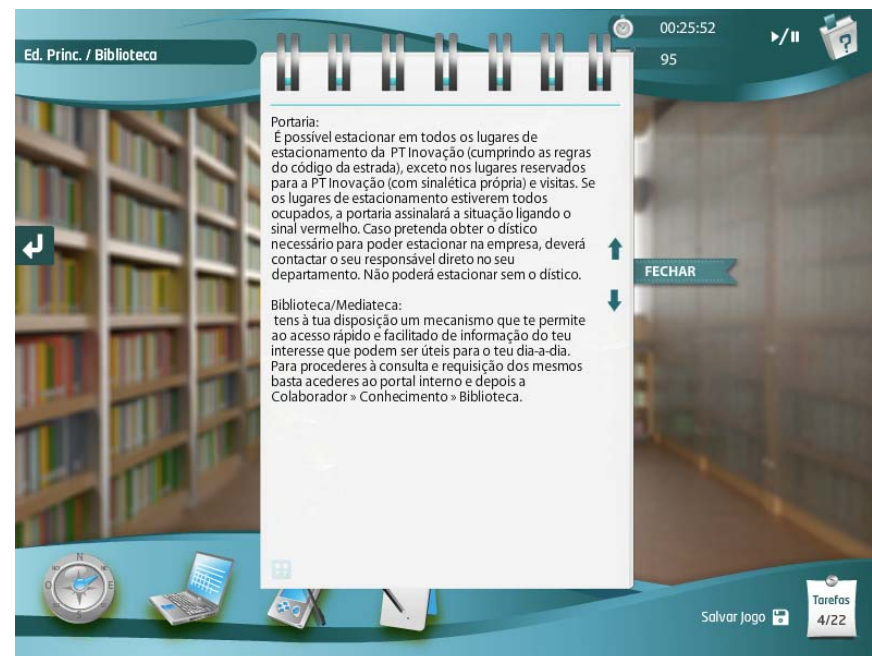 00:25:52
Ed. Princ. / Biblioteca
95
?
Portaria:
É possível estacionar em todos os lugares de
estacionamento da PT Inovação (cumprindo as regras
do código da estrada), exceto nos lugares reservados
para a PT Inovação (com sinalética própria) e visitas. Se
os lugares de estacionamento estiverem todos
ocupados, a portaria assinalará a situação ligando o
sinal vermelho. Caso pretenda obter o dístico
necessário para poder estacionar na empresa, deverá
contactar o seu responsável direto no seu
departamento. Não poderá estacionar sem o dístico.
FECHAR
Biblioteca/Mediateca:
tens à tua disposição um mecanismo que te permite
ao acesso rápido e facilitado de informação do teu
interesse que podem ser úteis para o teu dia-a-dia.
Para procederes à consulta e requisição dos mesmos
basta acederes ao portal interno e depois a
Colaborador » Conhecimento » Biblioteca.
N
O
E
S
Salvar Jogo
Tarefas
4/22